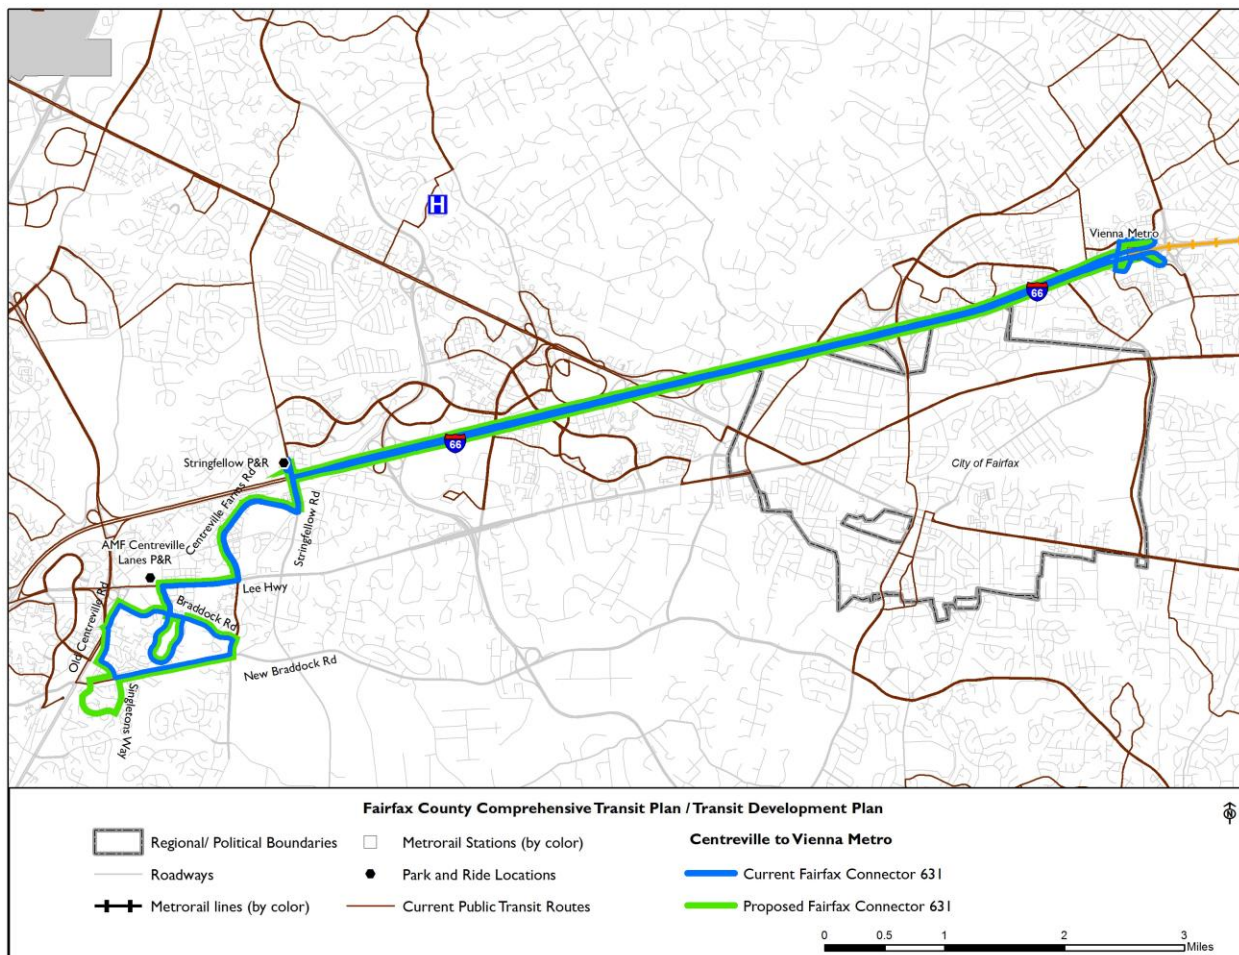 H
Vienna Metro
66
66
Stringfellow P&R
Centreville Farms Rd
Stringfellow Rd
City of Fairfax
AMF Centreville
Lanes P&R
Lee Hwy
Old Centreville Rd
Braddock Rd
New Braddock Rd
Singletons Way
Fairfax County Comprehensive Transit Plan / Transit Development Plan
N
Regional/ Political Boundaries
Metrorail Stations (by color)
Centreville to Vienna Metro
Roadways
Park and Ride Locations
Current Fairfax Connector 631
Metrorail lines (by color)
Current Public Transit Routes
Proposed Fairfax Connector 631
0 0.5 1 2 3
Miles